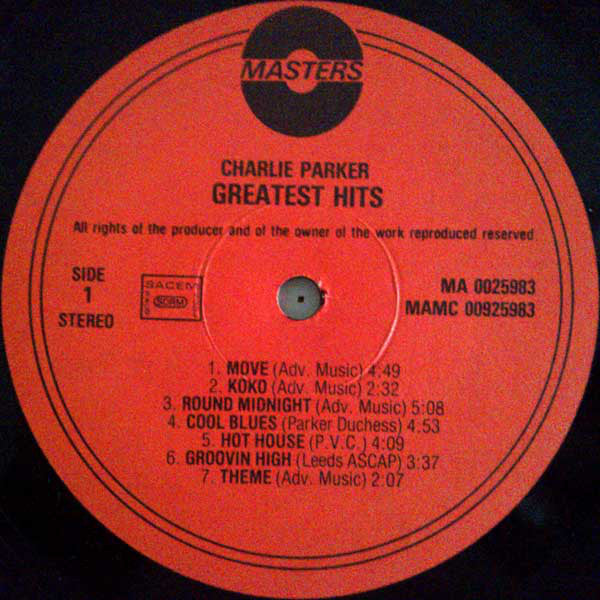 MASTERS
CHARLIE PARKER
GREATEST HITS
All rights of the producer and of the owner of the work reproduced reserved
SIDE
1
STEREO
SACEM
SDRM
MA 0025983
MAMC 00925983
1. MOVE (Adv. Music) 4:49
2. KOKO (Adv. Music) 2:32
3. ROUND MIDNIGHT (Adv. Music) 5:08
4. COOL BLUES (Parker Duchess) 4:53
5. HOT HOUSE (P.V.C.) 4:09
6. GROOVIN HIGH (Leeds ASCAP) 3:37
7. THEME (Adv. Music) 2:07